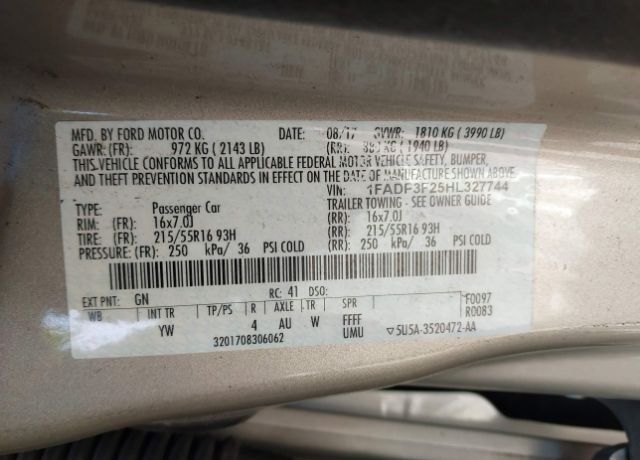 MFD. BY FORD MOTOR CO. DATE: 08/17 GVWR: 1810 KG ( 3990 LB)
GAWR: (FR): 972 KG ( 2143 LB) (RR): KG ( 1940 LB)
THIS VEHICLE CONFORMS TO ALL APPLICABLE FEDERAL MOTOR VEHICLE SAFETY, BUMPER,
AND THEFT PREVENTION STANDARDS IN EFFECT ON THE DATE OF MANUFACTURE SHOWN ABOVE.
VIN: 1FADF3F25HL327744
TYPE: Passenger Car TRAILER TOWING - SEE OWNER GUIDE
RIM: (FR): 16x7.0J (RR): 16x7.0J
TIRE: (FR): 215/55R16 93H (RR): 215/55R16 93H
PRESSURE: (FR): 250 kPa/ 36 PSI COLD (RR): 250 kPa/ 36 PSI COLD
EXT PNT: GN RC: 41 DSO: F0097
WB INT TR TP/PS R AXLE TR SPR R0083
YW 4 AU W FFFF
3201708306062 UMU ▽5U5A-3520472-AA